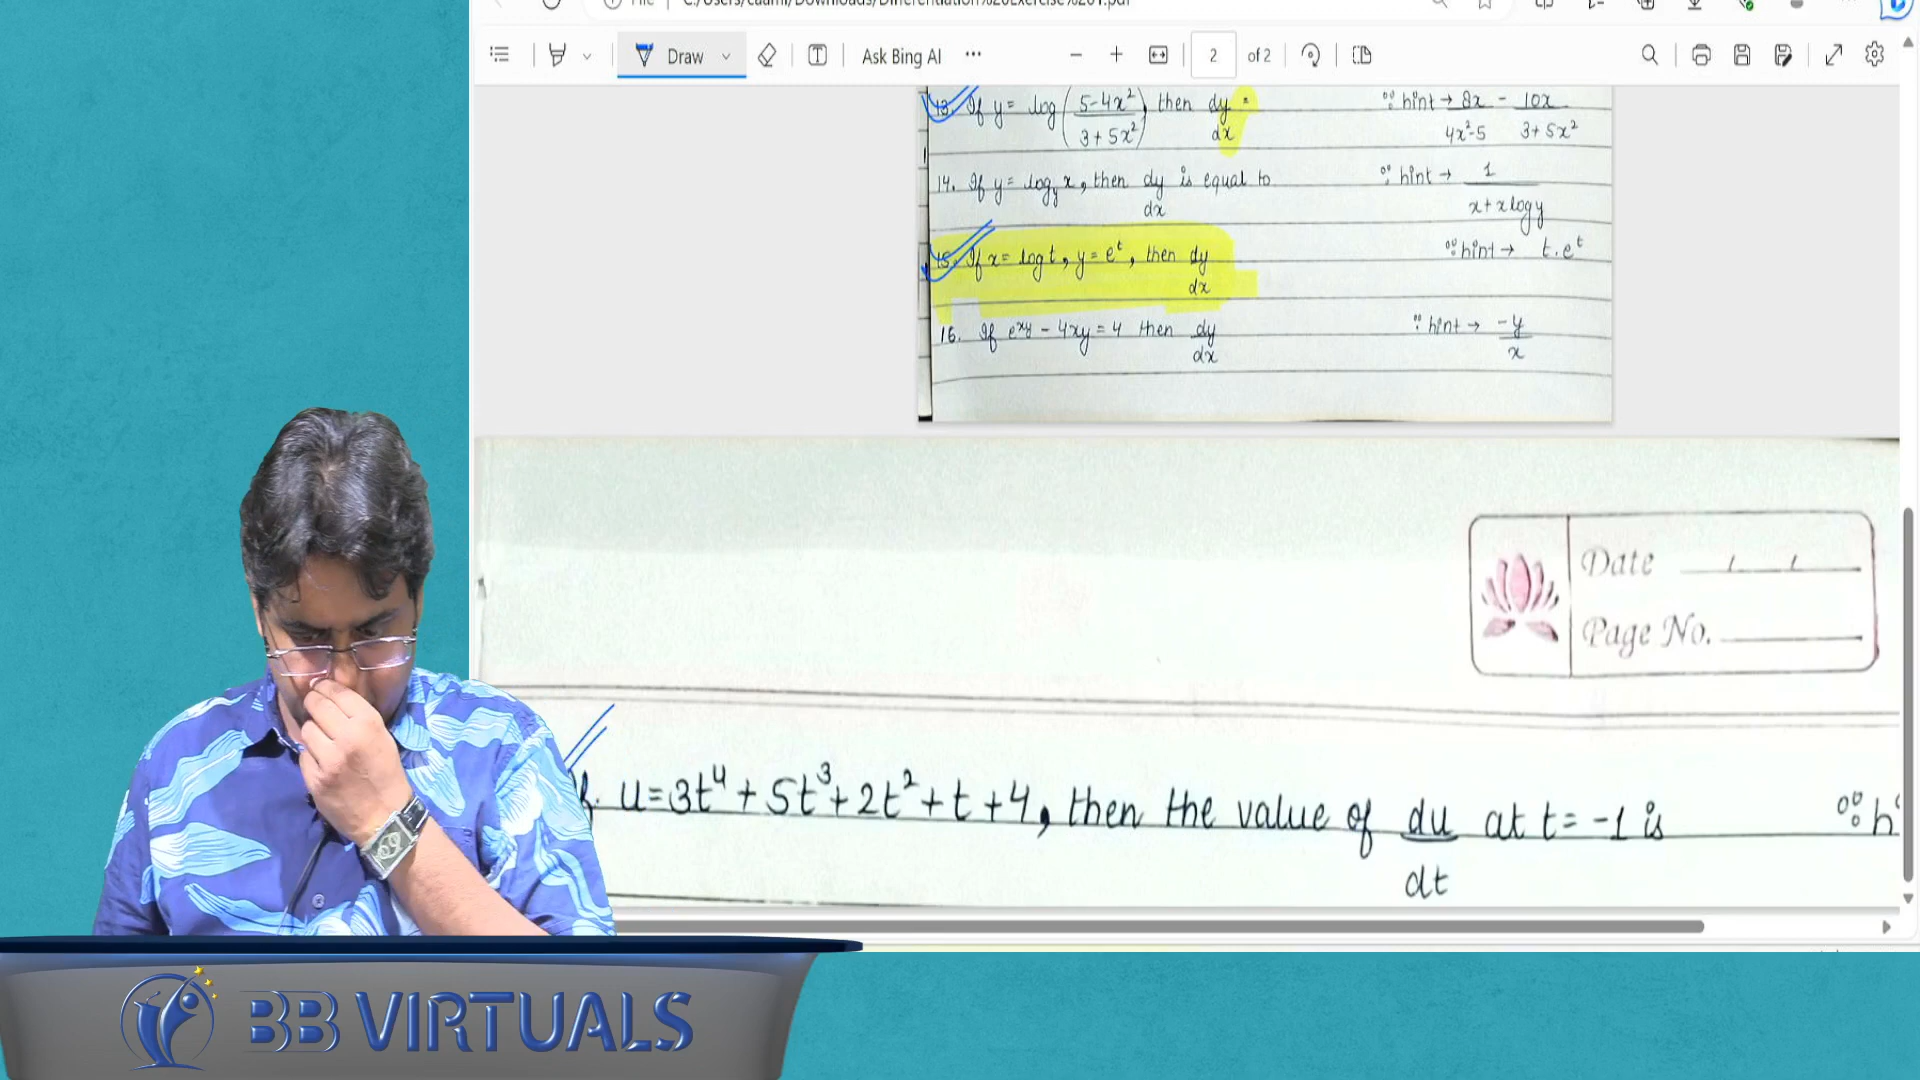 Draw
Ask Bing AI
2 of 2
13. If y = log(5-4x²/3+5x²), then dy/dx = hint → 8x/4x²-5 - 10x/3+5x²
14. If y = log_y x, then dy/dx is equal to hint → 1/x+xlogy
15. If x = logt, y = e^t, then dy/dx hint → t.e^t
16. If e^xy - 4xy = 4 then dy/dx hint → -y/x
Date
Page No.
u=3t⁴+5t³+2t²+t+4, then the value of du/dt at t=-1 is
BB VIRTUALS